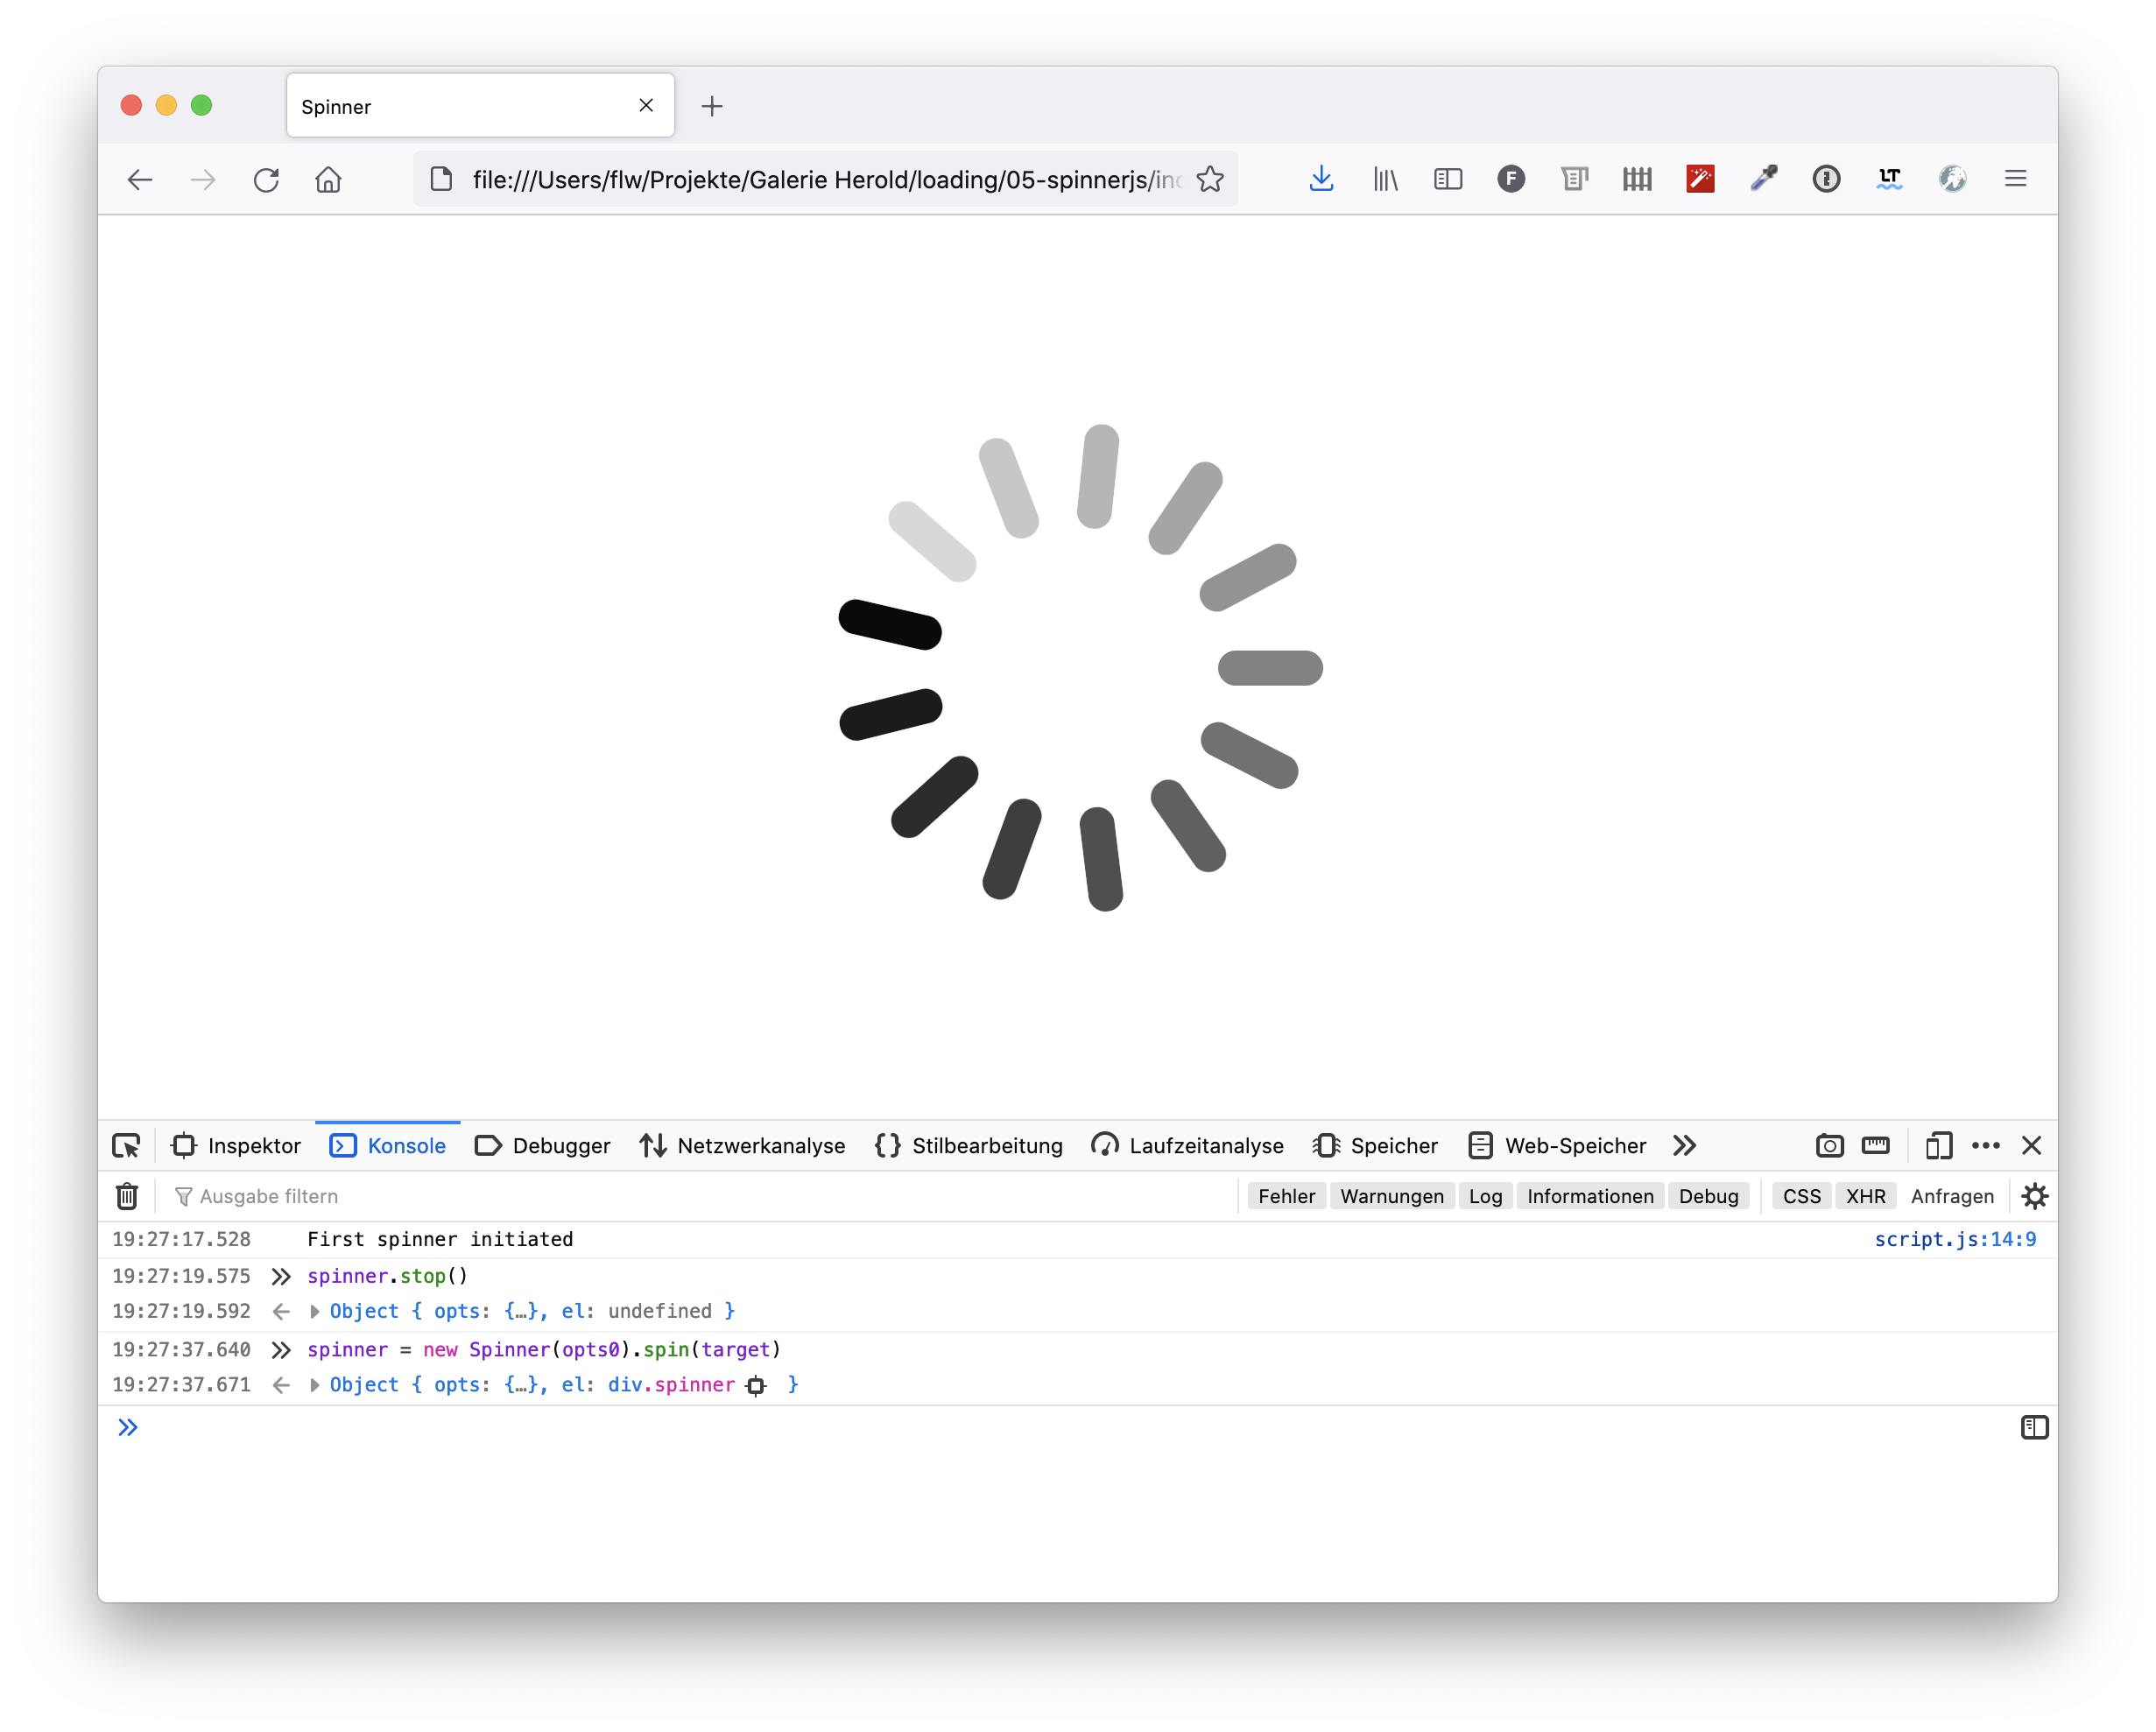 Spinner
file:///Users/flw/Projekte/Galerie Herold/loading/05-spinnerjs/
F
LT
Inspektor Konsole Debugger Netzwerkanalyse Stilbearbeitung Laufzeitanalyse Speicher Web-Speicher
Ausgabe filtern Fehler Warnungen Log Informationen Debug CSS XHR Anfragen
19:27:17.528 First spinner initiated script.js:14:9
19:27:19.575 spinner.stop()
19:27:19.592 Object { opts: {…}, el: undefined }
19:27:37.640 spinner = new Spinner(opts0).spin(target)
19:27:37.671 Object { opts: {…}, el: div.spinner }